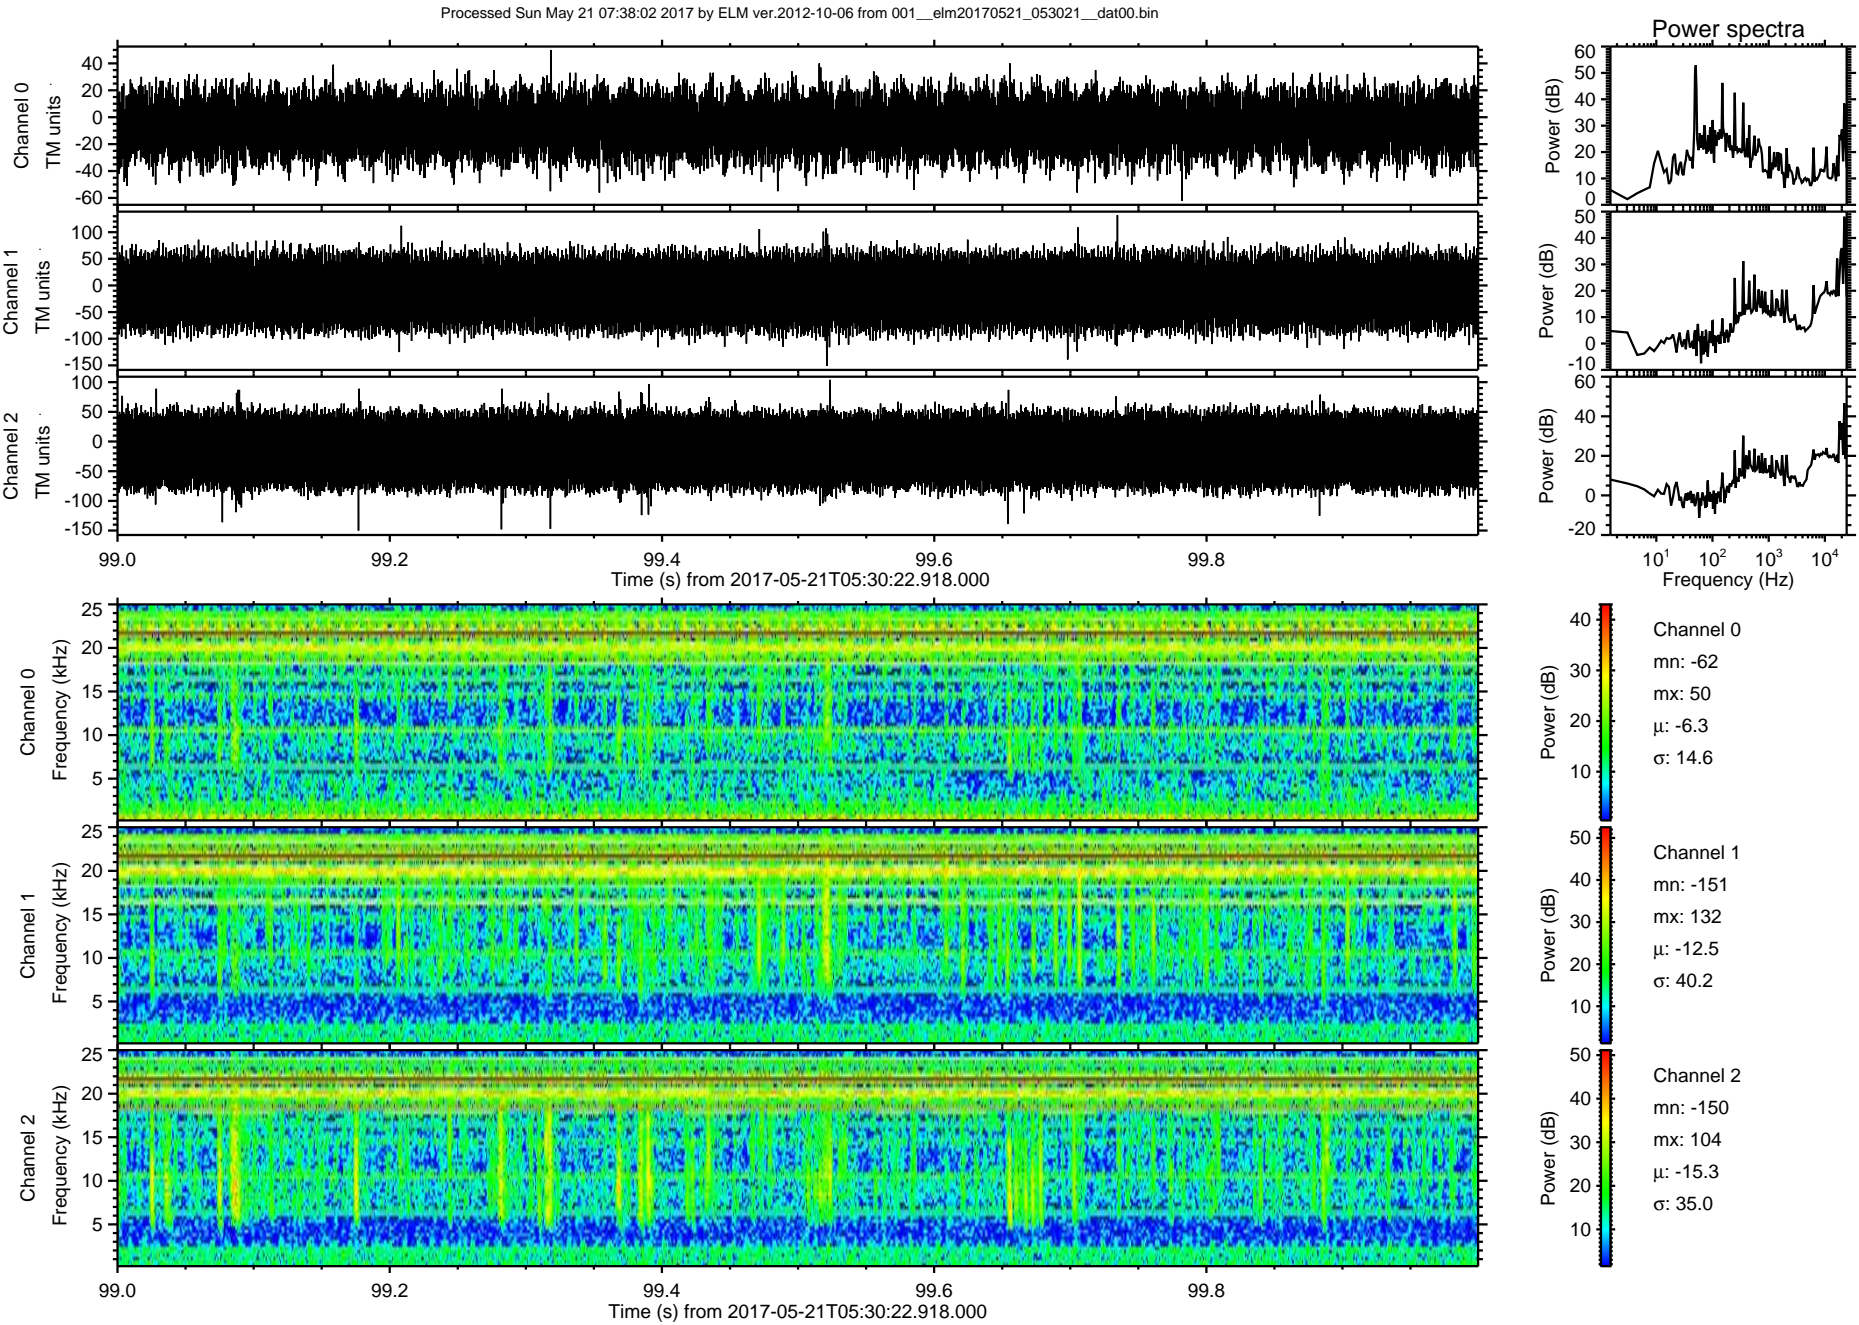 Processed Sun May 21 07:38:02 2017 by ELM ver.2012-10-06 from 001__elm20170521_053021__dat00.bin
Power spectra
Channel 0
TM units
40
20
0
-20
-40
-60
Power (dB)
60
50
40
30
20
10
0
Channel 1
TM units
100
50
0
-50
-100
-150
Power (dB)
50
40
30
20
10
0
-10
Channel 2
TM units
100
50
0
-50
-100
-150
Power (dB)
60
40
20
0
-20
99.0 99.2 99.4 99.6 99.8
Time (s) from 2017-05-21T05:30:22.918.000
10¹ 10² 10³ 10⁴
Frequency (Hz)
Channel 0
Frequency (kHz)
25
20
15
10
5
Power (dB)
40
30
20
10
Channel 0
mn: -62
mx: 50
µ: -6.3
σ: 14.6
Channel 1
Frequency (kHz)
25
20
15
10
5
Power (dB)
50
40
30
20
10
Channel 1
mn: -151
mx: 132
µ: -12.5
σ: 40.2
Channel 2
Frequency (kHz)
25
20
15
10
5
Power (dB)
50
40
30
20
10
Channel 2
mn: -150
mx: 104
µ: -15.3
σ: 35.0
99.0 99.2 99.4 99.6 99.8
Time (s) from 2017-05-21T05:30:22.918.000